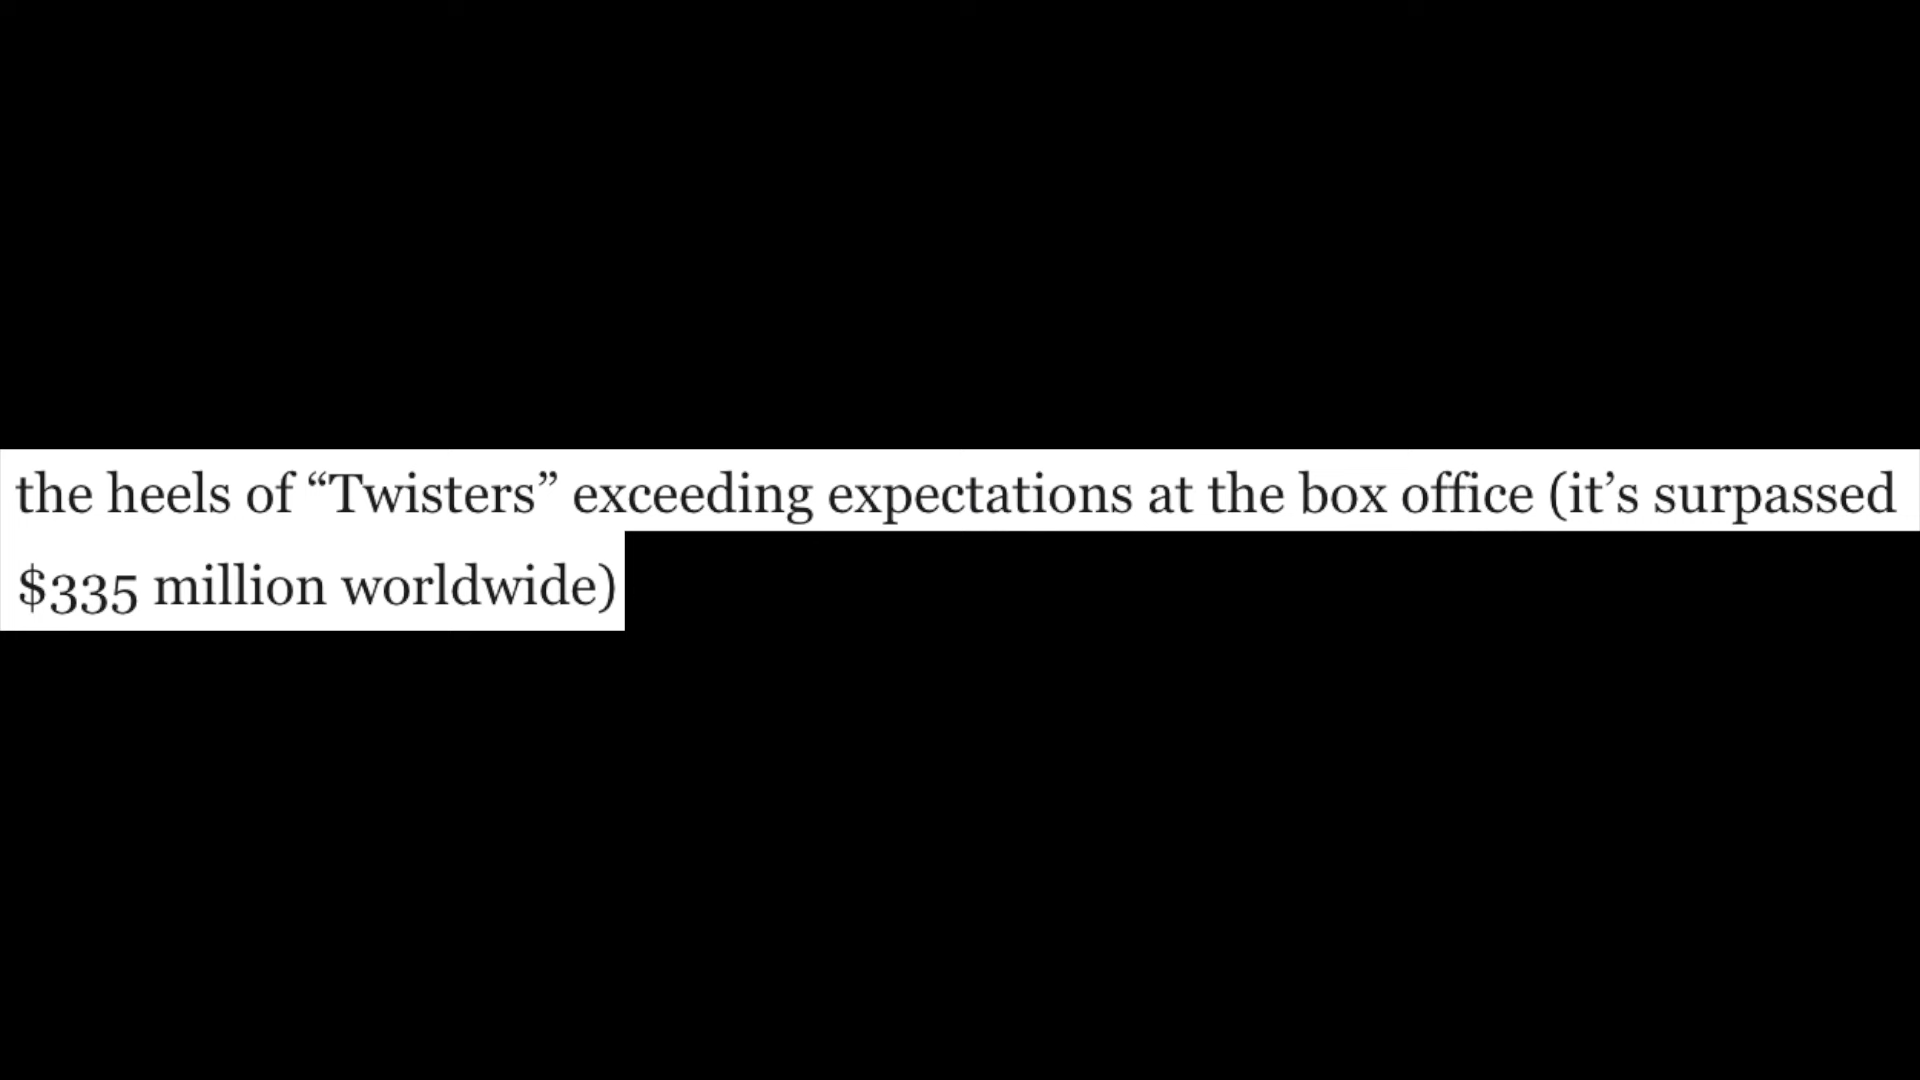 the heels of “Twisters” exceeding expectations at the box office (it’s surpassed
$335 million worldwide)